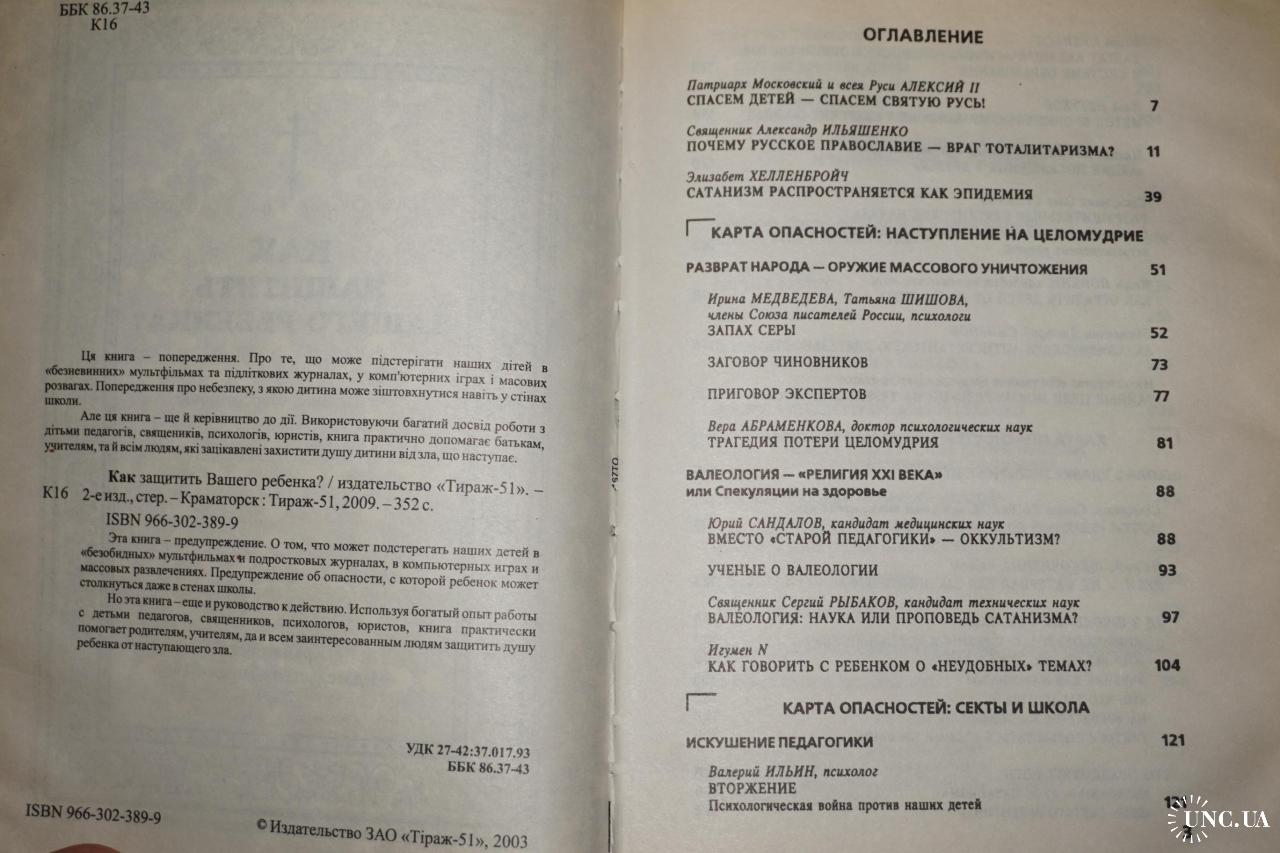 ББК 86.37-43
К16
Ця книга – попередження. Про те, що може підстерігати наших дітей в
«безневинних» мультфільмах та підліткових журналах, у комп'ютерних іграх і масових
розвагах. Попередження про небезпеку, з якою дитина може зіштовхнутися навіть у стінах
школи.
Але ця книга – ще й керівництво до дії. Використовуючи багатий досвід роботи з
дітьми педагогів, священиків, психологів, юристів, книга практично допомагає батькам,
учителям, та й всім людям, які зацікавлені захистити душу дитини від зла, що наступає.
Как защитить Вашего ребенка? / издательство «Тираж-51». –
К16 2-е изд., стер. – Краматорск : Тираж-51, 2009. – 352 с.
ISBN 966-302-389-9
Эта книга – предупреждение. О том, что может подстерегать наших детей в
«безобидных» мультфильмах и подростковых журналах, в компьютерных играх и
массовых развлечениях. Предупреждение об опасности, с которой ребенок может
столкнуться даже в стенах школы.
Но эта книга – еще и руководство к действию. Используя богатый опыт работы
с детьми педагогов, священников, психологов, юристов, книга практически
помогает родителям, учителям, да и всем заинтересованным людям защитить душу
ребенка от наступающего зла.
УДК 27-42:37.017.93
ББК 86.37-43
ISBN 966-302-389-9
© Издательство ЗАО «Тіраж-51», 2003
ОГЛАВЛЕНИЕ
Патриарх Московский и всея Руси АЛЕКСИЙ II
СПАСЕМ ДЕТЕЙ — СПАСЕМ СВЯТУЮ РУСЬ! 7
Священник Александр ИЛЬЯШЕНКО
ПОЧЕМУ РУССКОЕ ПРАВОСЛАВИЕ — ВРАГ ТОТАЛИТАРИЗМА? 11
Элизабет ХЕЛЛЕНБРОЙЧ
САТАНИЗМ РАСПРОСТРАНЯЕТСЯ КАК ЭПИДЕМИЯ 39
КАРТА ОПАСНОСТЕЙ: НАСТУПЛЕНИЕ НА ЦЕЛОМУДРИЕ
РАЗВРАТ НАРОДА — ОРУЖИЕ МАССОВОГО УНИЧТОЖЕНИЯ 51
Ирина МЕДВЕДЕВА, Татьяна ШИШОВА,
члены Союза писателей России, психологи
ЗАПАХ СЕРЫ 52
ЗАГОВОР ЧИНОВНИКОВ 73
ПРИГОВОР ЭКСПЕРТОВ 77
Вера АБРАМЕНКОВА, доктор психологических наук
ТРАГЕДИЯ ПОТЕРИ ЦЕЛОМУДРИЯ 81
ВАЛЕОЛОГИЯ — «РЕЛИГИЯ XXI ВЕКА»
или Спекуляции на здоровье 88
Юрий САНДАЛОВ, кандидат медицинских наук
ВМЕСТО «СТАРОЙ ПЕДАГОГИКИ» — ОККУЛЬТИЗМ? 88
УЧЕНЫЕ О ВАЛЕОЛОГИИ 93
Священник Сергий РЫБАКОВ, кандидат технических наук
ВАЛЕОЛОГИЯ: НАУКА ИЛИ ПРОПОВЕДЬ САТАНИЗМА? 97
Игумен N
КАК ГОВОРИТЬ С РЕБЕНКОМ О «НЕУДОБНЫХ» ТЕМАХ? 104
КАРТА ОПАСНОСТЕЙ: СЕКТЫ И ШКОЛА
ИСКУШЕНИЕ ПЕДАГОГИКИ 121
Валерий ИЛЬИН, психолог
ВТОРЖЕНИЕ
Психологическая война против наших детей 121
3
UNC.UA